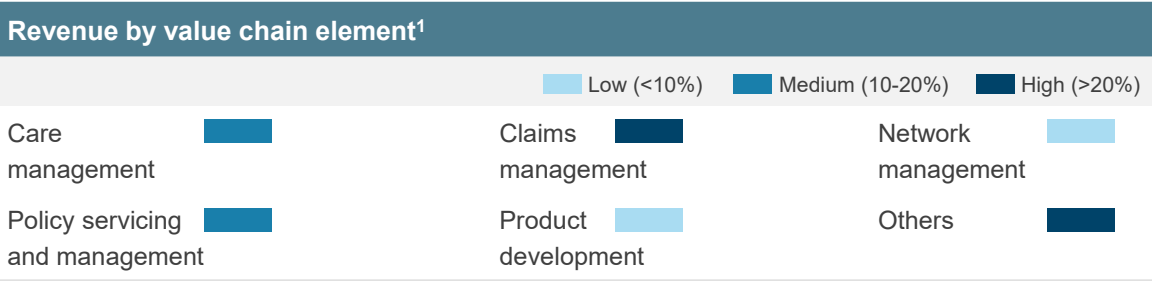 Revenue by value chain element¹
Low (<10%) Medium (10-20%) High (>20%)
Care management
Claims management
Network management
Policy servicing and management
Product development
Others